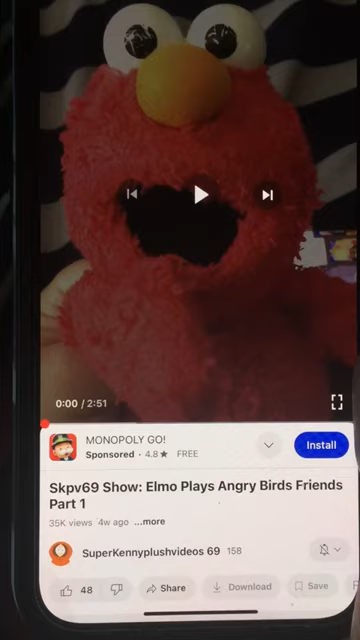 0:00 / 2:51
MONOPOLY GO!
Sponsored · 4.8★ FREE
Install
Skpv69 Show: Elmo Plays Angry Birds Friends
Part 1
35K views 4w ago ...more
SuperKennyplushvideos 69 158
48 Share Download Save